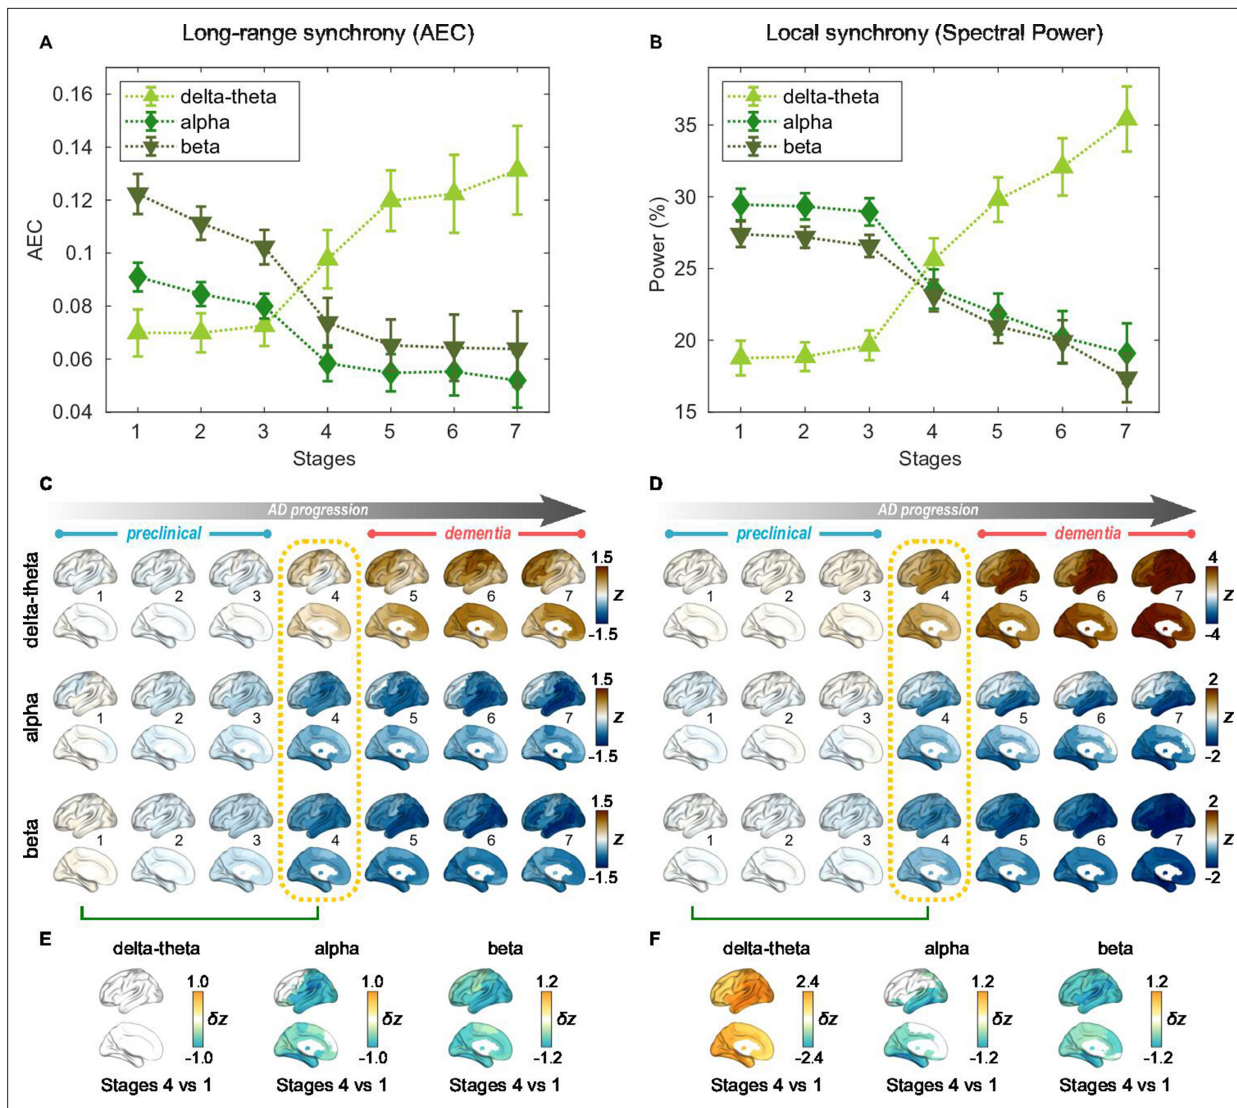 A Long-range synchrony (AEC)
0.16
0.14
0.12
0.1
0.08
0.06
0.04
AEC
delta-theta
alpha
beta
1 2 3 4 5 6 7
Stages
B Local synchrony (Spectral Power)
35
30
25
20
15
Power (%)
delta-theta
alpha
beta
1 2 3 4 5 6 7
Stages
C
AD progression
preclinical dementia
delta-theta
1 2 3 4 5 6 7
1.5
z
-1.5
alpha
1 2 3 4 5 6 7
1.5
z
-1.5
beta
1 2 3 4 5 6 7
1.5
z
-1.5
D
AD progression
preclinical dementia
1 2 3 4 5 6 7
4
z
-4
1 2 3 4 5 6 7
2
z
-2
1 2 3 4 5 6 7
2
z
-2
E
delta-theta alpha beta
1.0 1.0 1.2
δz δz δz
-1.0 -1.0 -1.2
Stages 4 vs 1 Stages 4 vs 1 Stages 4 vs 1
F
delta-theta alpha beta
2.4 1.2 1.2
δz δz δz
-2.4 -1.2 -1.2
Stages 4 vs 1 Stages 4 vs 1 Stages 4 vs 1